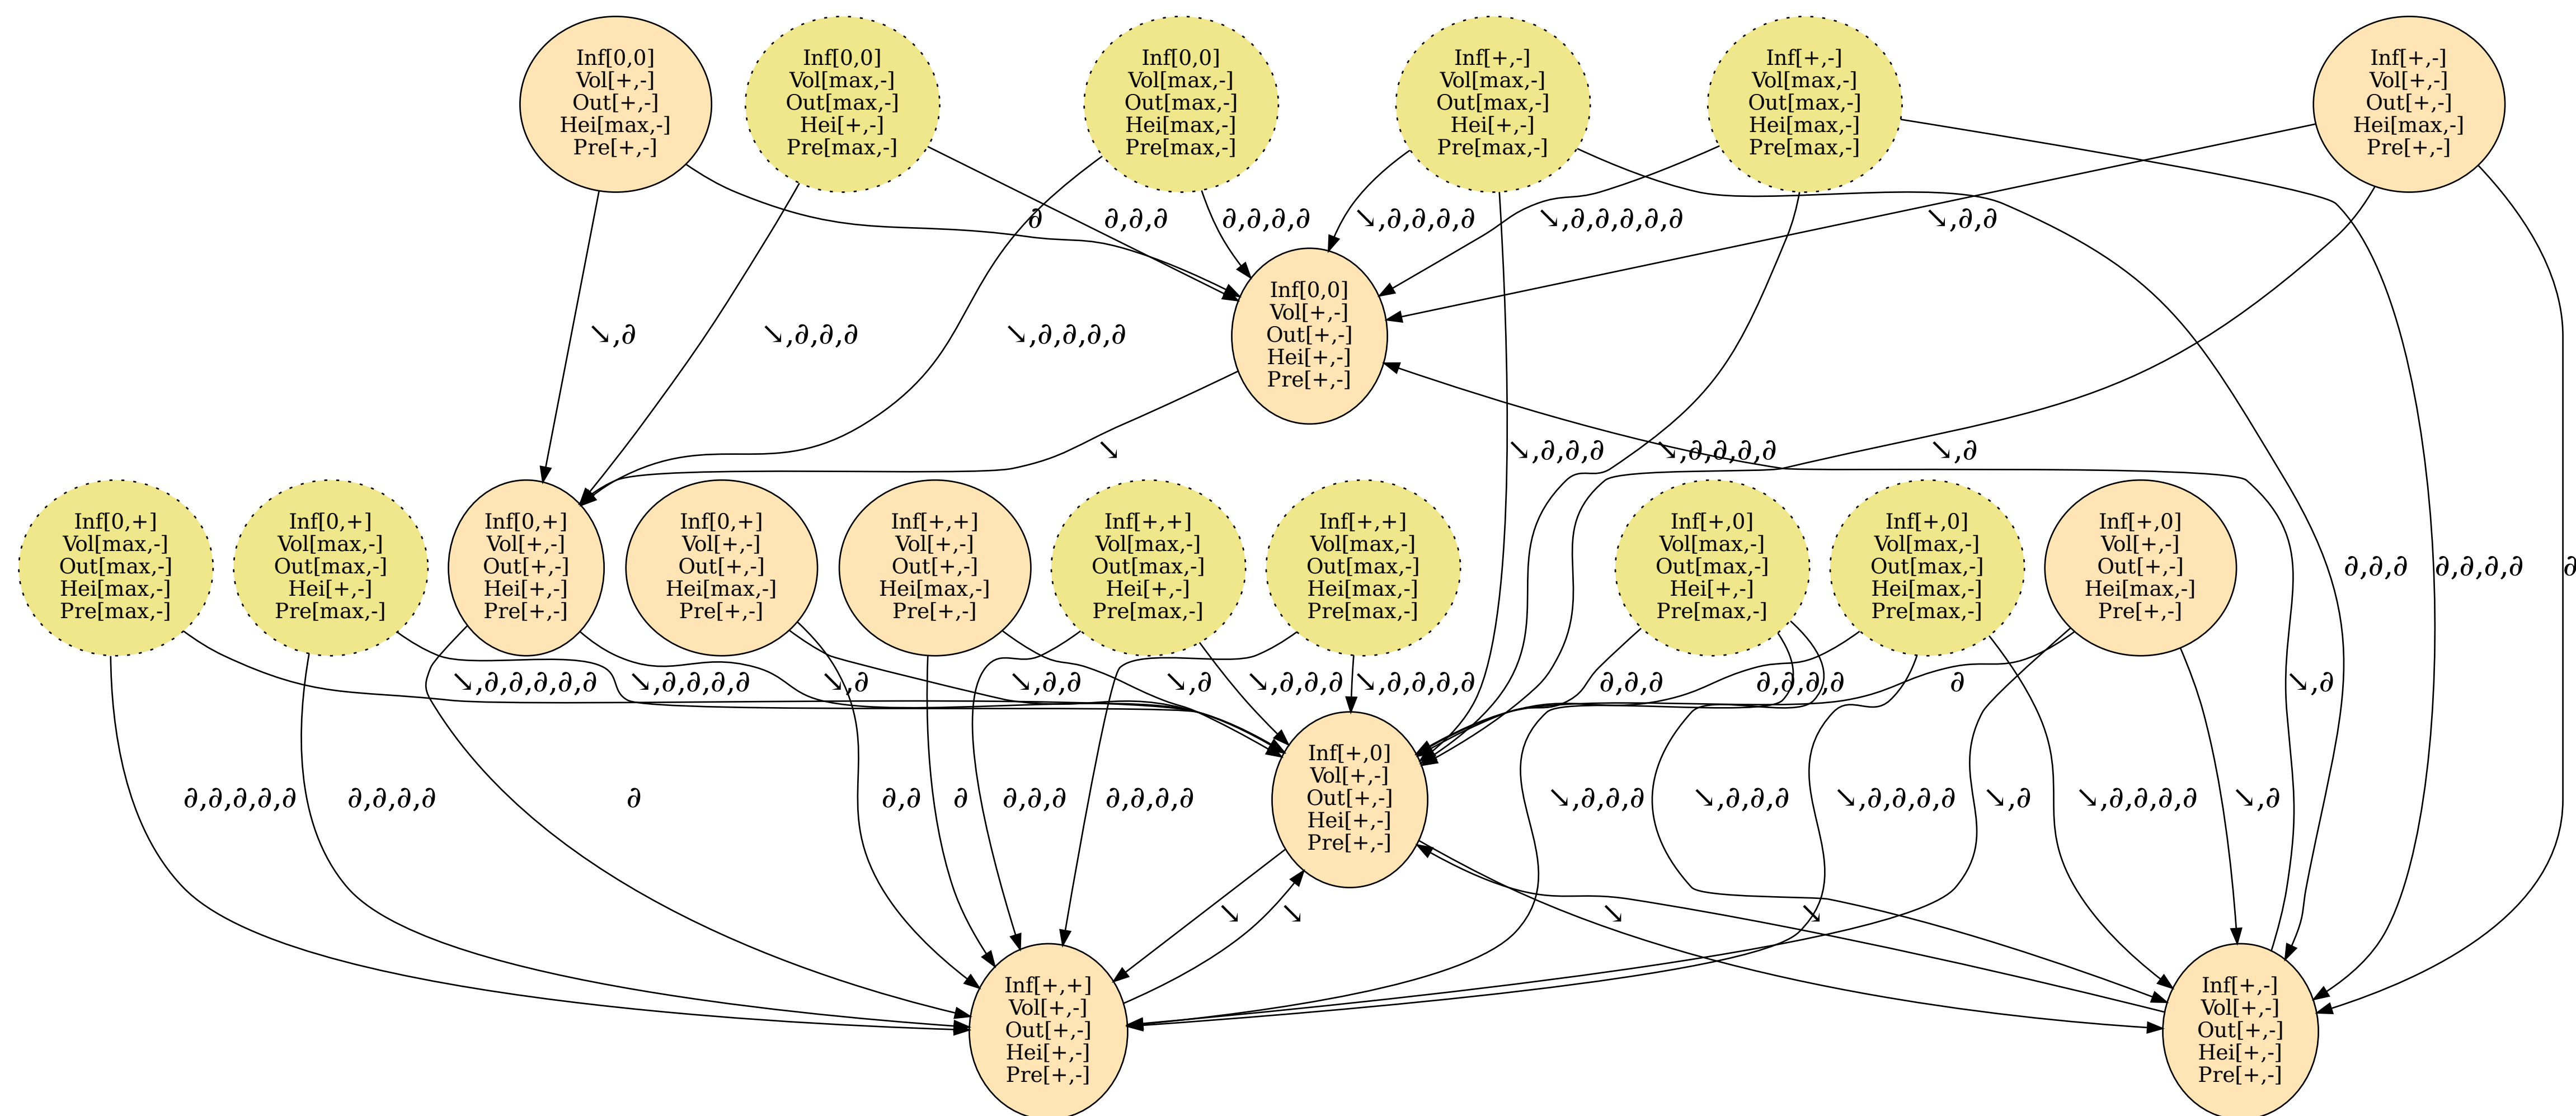 Inf[0,0]
Vol[+,-]
Out[+,-]
Hei[max,-]
Pre[+,-]
Inf[0,0]
Vol[max,-]
Out[max,-]
Hei[+,-]
Pre[max,-]
Inf[0,0]
Vol[max,-]
Out[max,-]
Hei[max,-]
Pre[max,-]
Inf[+,-]
Vol[max,-]
Out[max,-]
Hei[+,-]
Pre[max,-]
Inf[+,-]
Vol[max,-]
Out[max,-]
Hei[max,-]
Pre[max,-]
Inf[+,-]
Vol[+,-]
Out[+,-]
Hei[max,-]
Pre[+,-]
∂
∂,∂,∂
∂,∂,∂,∂
↘,∂,∂,∂,∂
↘,∂,∂,∂,∂,∂
↘,∂,∂
Inf[0,0]
Vol[+,-]
Out[+,-]
Hei[+,-]
Pre[+,-]
↘,∂
↘,∂,∂,∂
↘,∂,∂,∂,∂
↘
↘,∂,∂,∂
↘,∂,∂,∂,∂
↘,∂
Inf[0,+]
Vol[max,-]
Out[max,-]
Hei[max,-]
Pre[max,-]
Inf[0,+]
Vol[max,-]
Out[max,-]
Hei[+,-]
Pre[max,-]
Inf[0,+]
Vol[+,-]
Out[+,-]
Hei[+,-]
Pre[+,-]
Inf[0,+]
Vol[+,-]
Out[+,-]
Hei[max,-]
Pre[+,-]
Inf[+,+]
Vol[+,-]
Out[+,-]
Hei[max,-]
Pre[+,-]
Inf[+,+]
Vol[max,-]
Out[max,-]
Hei[+,-]
Pre[max,-]
Inf[+,+]
Vol[max,-]
Out[max,-]
Hei[max,-]
Pre[max,-]
Inf[+,0]
Vol[max,-]
Out[max,-]
Hei[+,-]
Pre[max,-]
Inf[+,0]
Vol[max,-]
Out[max,-]
Hei[max,-]
Pre[max,-]
Inf[+,0]
Vol[+,-]
Out[+,-]
Hei[max,-]
Pre[+,-]
∂,∂,∂
∂,∂,∂,∂
∂
↘,∂,∂,∂,∂,∂
↘,∂,∂,∂,∂
↘,∂
↘,∂,∂
↘,∂
↘,∂,∂,∂
↘,∂,∂,∂,∂
∂,∂,∂
∂,∂,∂,∂
∂
↘,∂
Inf[+,0]
Vol[+,-]
Out[+,-]
Hei[+,-]
Pre[+,-]
∂,∂,∂,∂,∂
∂,∂,∂,∂
∂
∂,∂
∂
∂,∂,∂
∂,∂,∂,∂
↘,∂,∂,∂
↘,∂,∂,∂
↘,∂,∂,∂,∂
↘,∂
↘,∂,∂,∂,∂
↘,∂
↘
↘
↘
↘
Inf[+,+]
Vol[+,-]
Out[+,-]
Hei[+,-]
Pre[+,-]
Inf[+,-]
Vol[+,-]
Out[+,-]
Hei[+,-]
Pre[+,-]